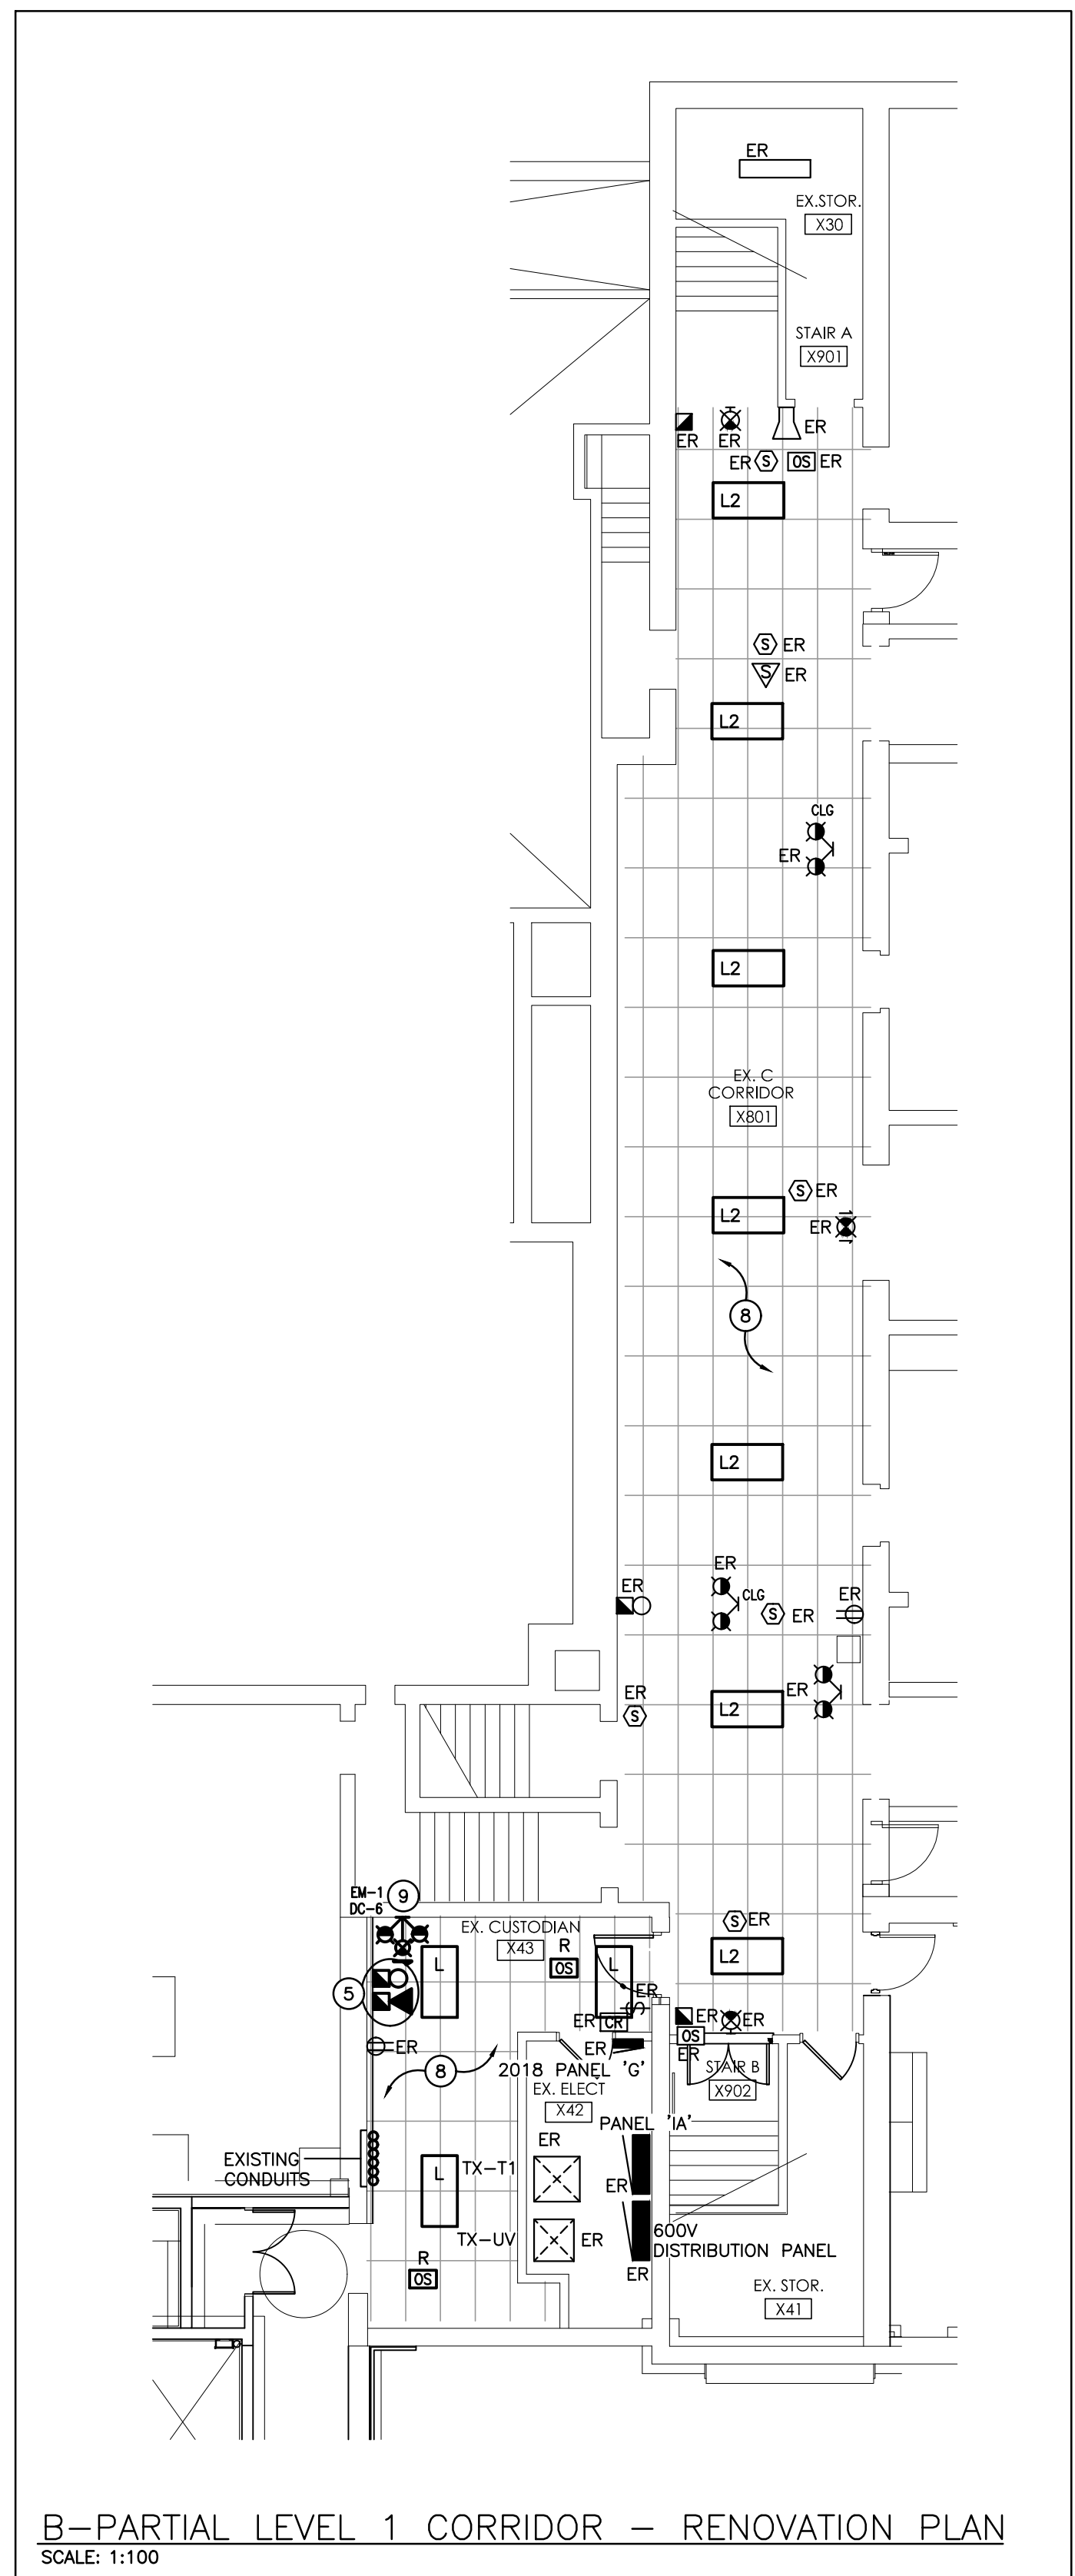 ER
EX.STOR.
X30
STAIR A
X901
ER
ER ER
ER S OS ER
L2
S ER
S ER
L2
CLG
ER
L2
EX. C
CORRIDOR
X801
S ER
L2
ER
8
L2
ER
ER
CLG
S ER
ER
ER
ER
S
L2
EM-1
DC-6
9
EX. CUSTODIAN
X43
S ER
R
OS
L
L
L2
5
ER
S
ER CR
ER
ER
OS
ER
ER
ER
8
2018 PANEL 'G'
STAIR B
X902
EX. ELECT
X42
PANEL 'IA'
ER
EXISTING
CONDUITS
TX-T1
L
ER
600V
DISTRIBUTION PANEL
TX-UV
ER
ER
R
OS
EX. STOR.
X41
B-PARTIAL LEVEL 1 CORRIDOR - RENOVATION PLAN
SCALE: 1:100